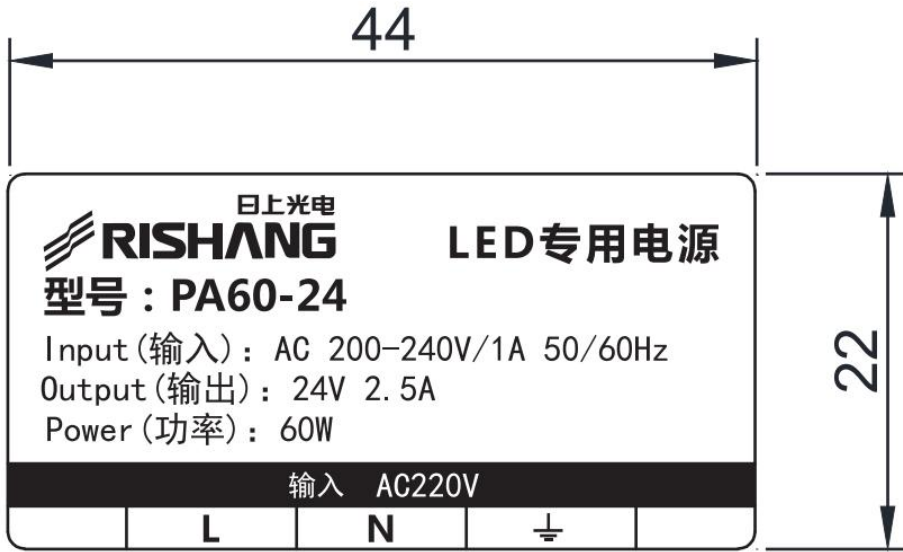 44
日上光电
RISHANG
LED专用电源
型号：PA60-24
Input(输入)：AC 200-240V/1A 50/60Hz
Output(输出)：24V 2.5A
Power(功率)：60W
22
输入 AC220V
L N ⏚